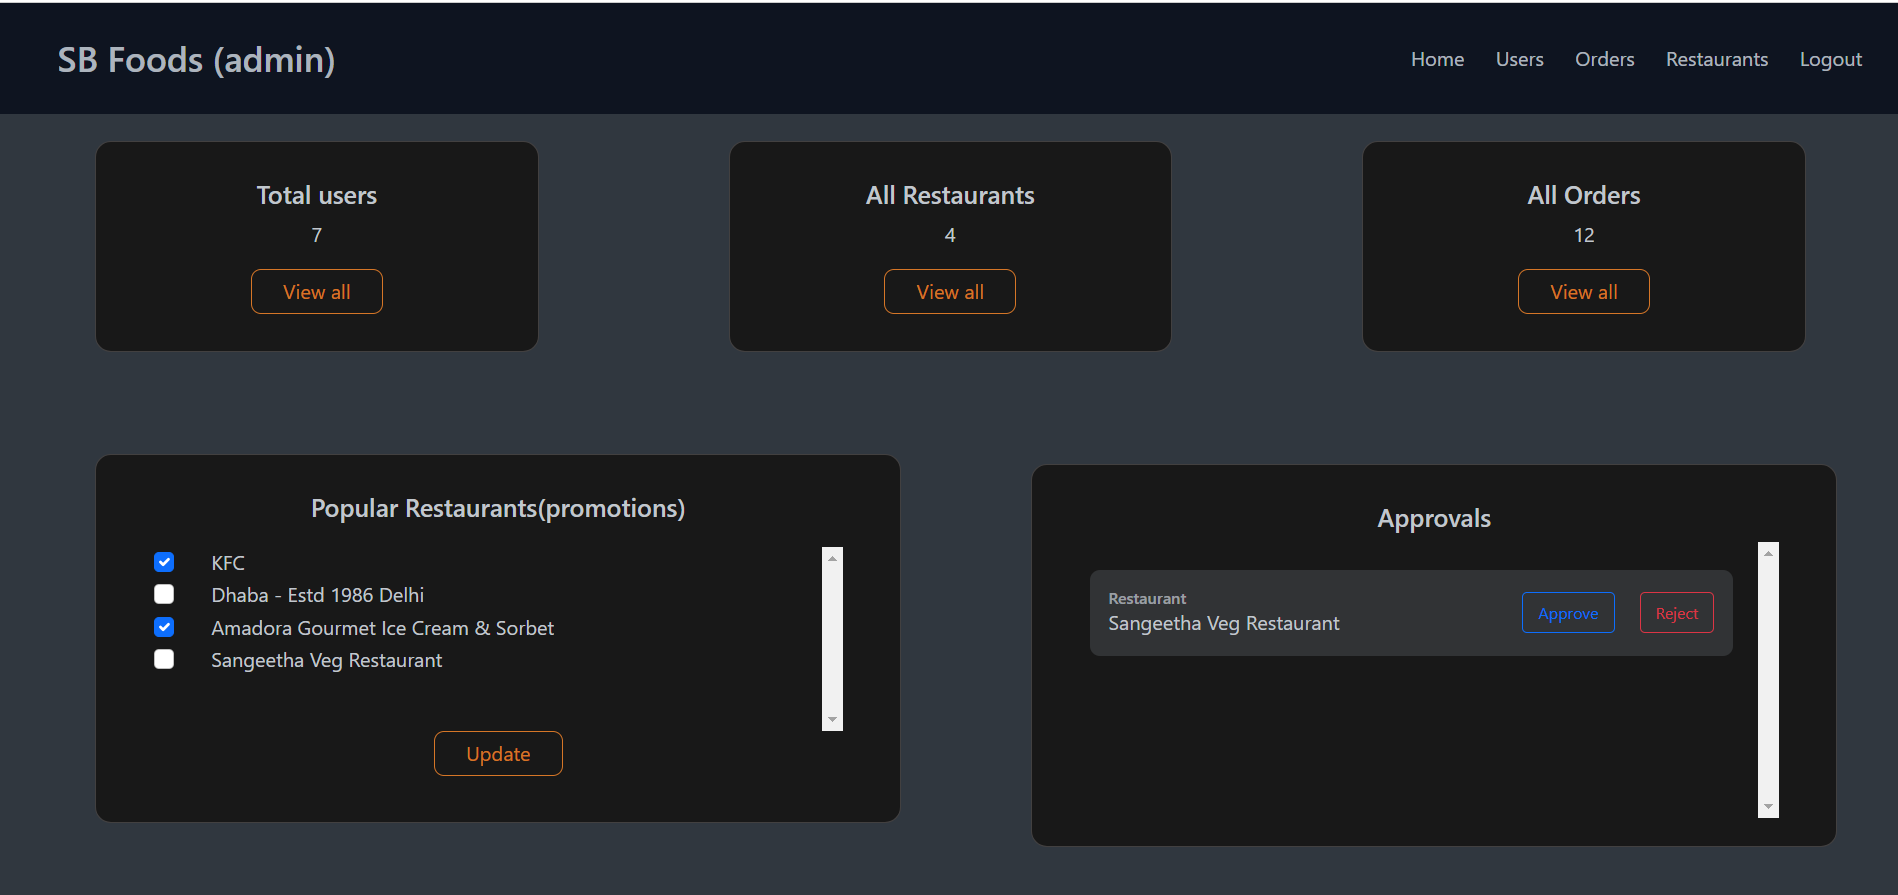 SB Foods (admin)
Home Users Orders Restaurants Logout
Total users
7
View all
All Restaurants
4
View all
All Orders
12
View all
Popular Restaurants(promotions)
KFC
Dhaba - Estd 1986 Delhi
Amadora Gourmet Ice Cream & Sorbet
Sangeetha Veg Restaurant
Update
Approvals
Restaurant
Sangeetha Veg Restaurant
Approve Reject